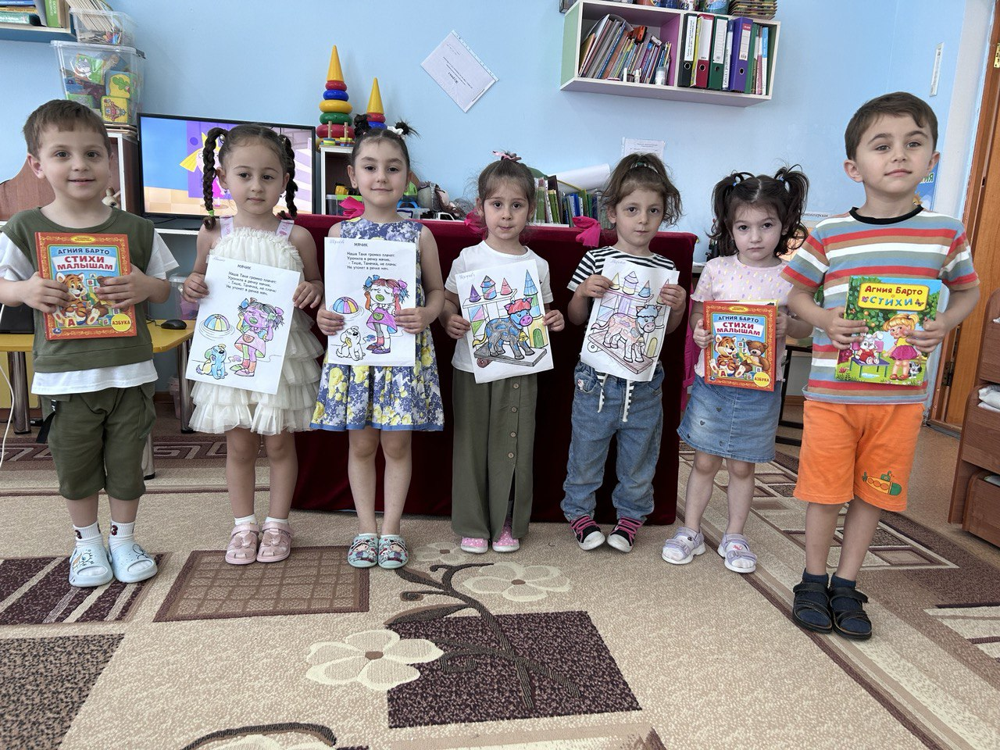 АГНИЯ БАРТО
СТИХИ
МАЛЫШАМ
АЗБУКА
МЯЧИК
Наша Таня громко плачет:
Уронила в речку мячик.
- Тише, Танечка, не плачь:
Не утонет в речке мяч.
МЯЧИК
Наша Таня громко плачет:
Уронила в речку мячик.
- Тише, Танечка, не плачь:
Не утонет в речке мяч.
АГНИЯ БАРТО
СТИХИ
МАЛЫШАМ
АЗБУКА
Агния Барто
СТИХИ